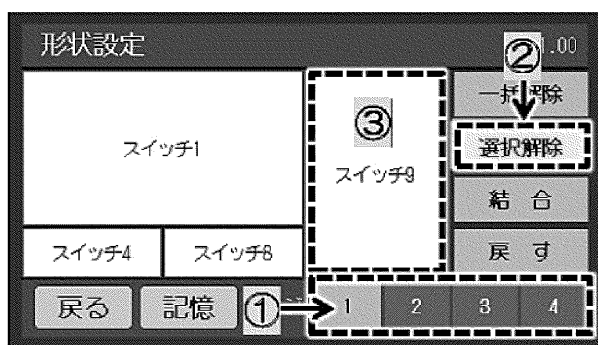 形状設定
② 1.00
一括解除
③
スイッチ1
スイッチ9
選択解除
結 合
スイッチ4 スイッチ8
戻 す
戻る 記憶 ① 1 2 3 4